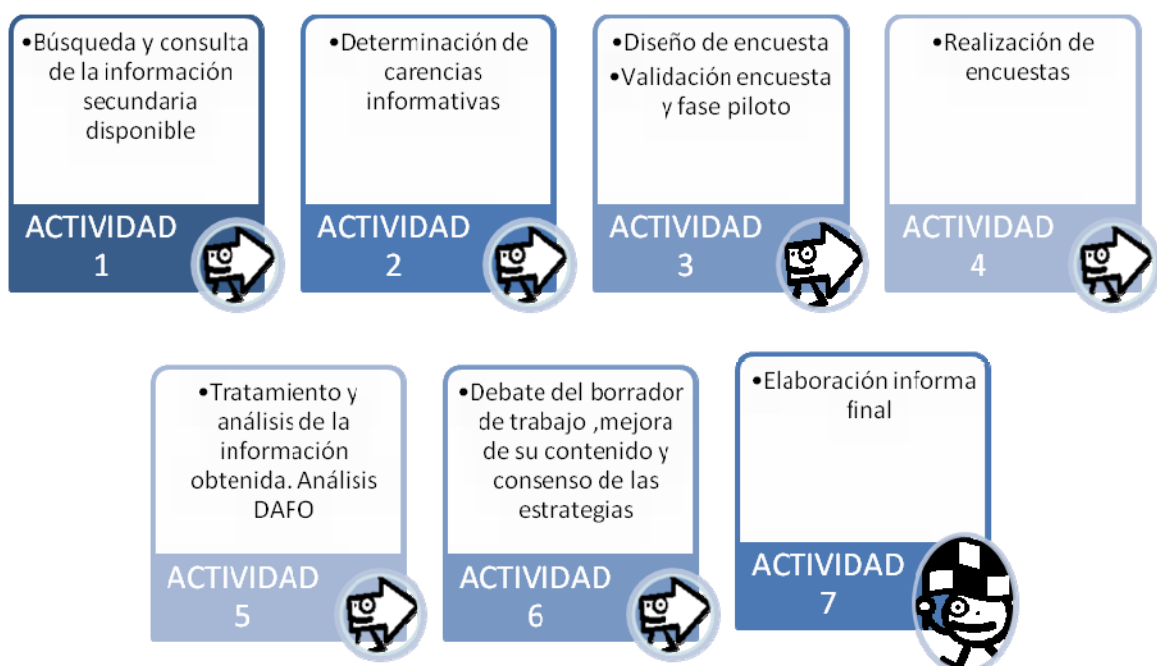 •Búsqueda y consulta
de la información
secundaria
disponible
ACTIVIDAD
1
•Determinación de
carencias
informativas
ACTIVIDAD
2
•Diseño de encuesta
•Validación encuesta
y fase piloto
ACTIVIDAD
3
•Realización de
encuestas
ACTIVIDAD
4
•Tratamiento y
análisis de la
información
obtenida. Análisis
DAFO
ACTIVIDAD
5
•Debate del borrador
de trabajo ,mejora
de su contenido y
consenso de las
estrategias
ACTIVIDAD
6
•Elaboración informa
final
ACTIVIDAD
7